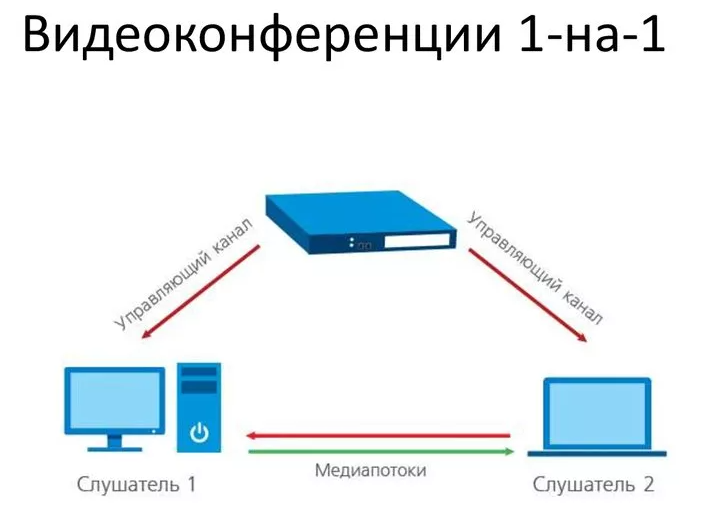 Видеоконференции 1-на-1
Управляющий канал
Управляющий канал
Медиапотоки
Слушатель 1
Слушатель 2